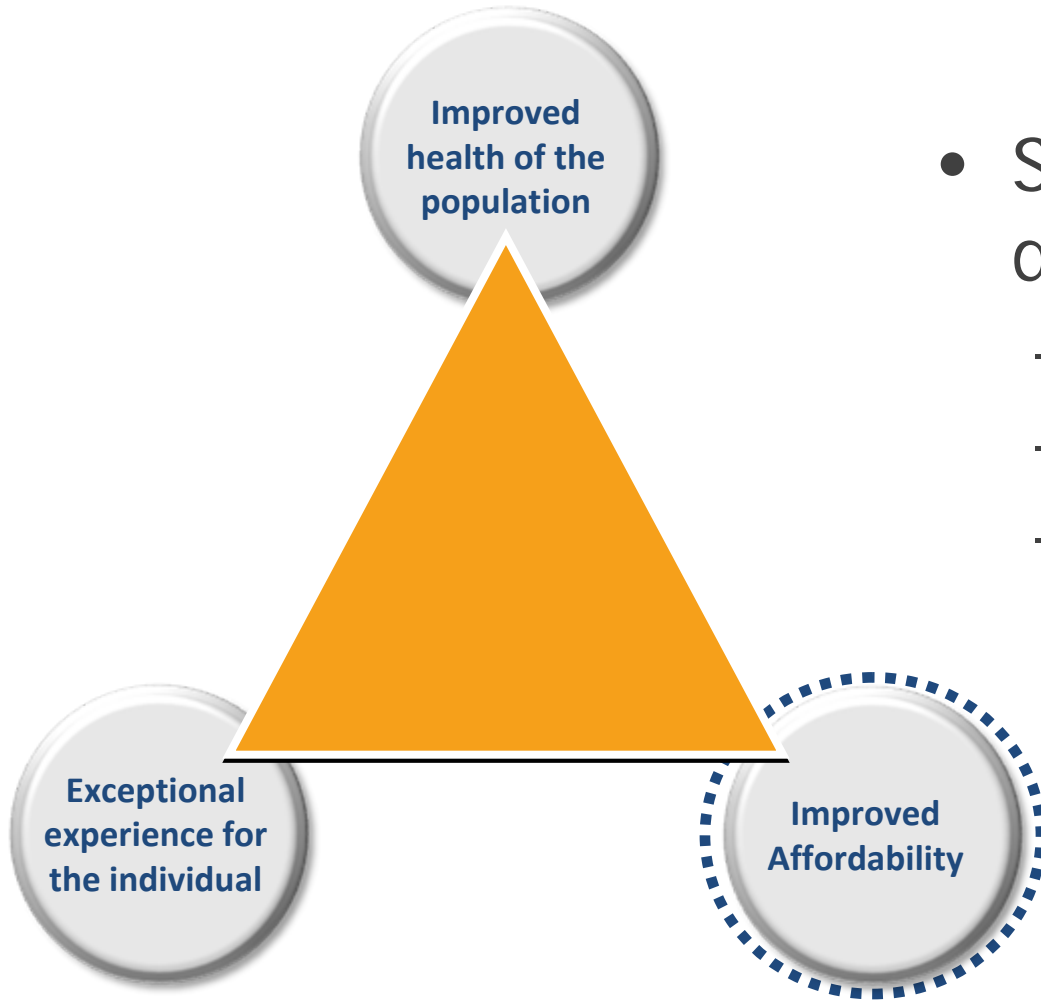 Improved
health of the
population
• S
-
-
-
Exceptional
experience for
the individual
Improved
Affordability